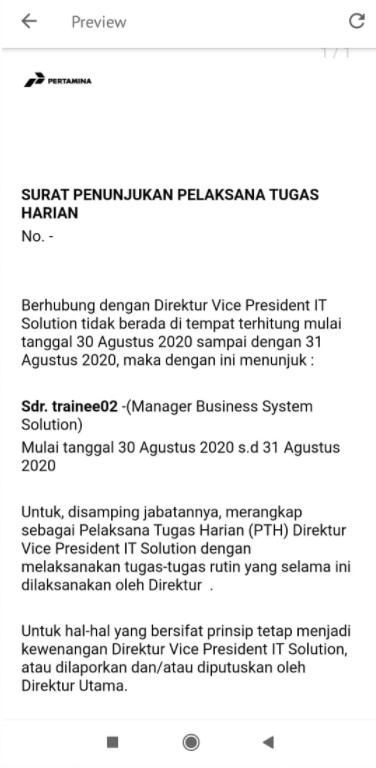 Preview
1 / 1
PERTAMINA
SURAT PENUNJUKAN PELAKSANA TUGAS
HARIAN
No. -
Berhubung dengan Direktur Vice President IT
Solution tidak berada di tempat terhitung mulai
tanggal 30 Agustus 2020 sampai dengan 31
Agustus 2020, maka dengan ini menunjuk :
Sdr. trainee02 -(Manager Business System
Solution)
Mulai tanggal 30 Agustus 2020 s.d 31 Agustus
2020
Untuk, disamping jabatannya, merangkap
sebagai Pelaksana Tugas Harian (PTH) Direktur
Vice President IT Solution dengan
melaksanakan tugas-tugas rutin yang selama ini
dilaksanakan oleh Direktur  .
Untuk hal-hal yang bersifat prinsip tetap menjadi
kewenangan Direktur Vice President IT Solution,
atau dilaporkan dan/atau diputuskan oleh
Direktur Utama.